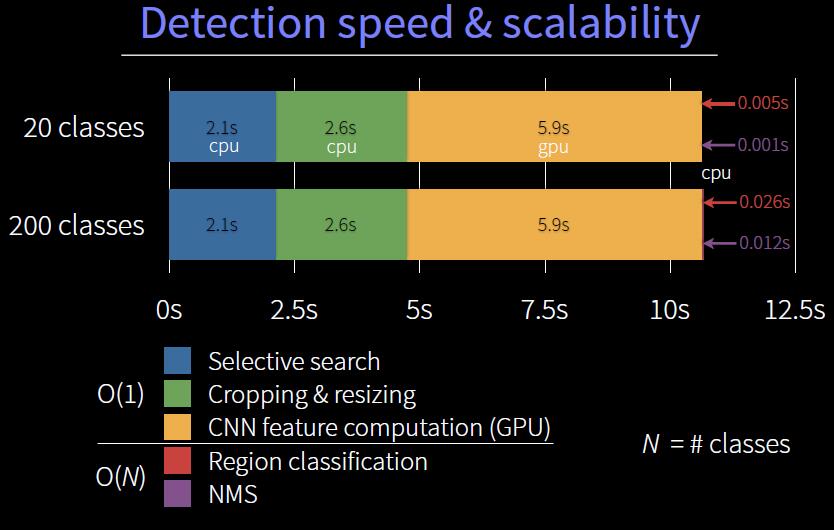 Detection speed & scalability
20 classes
2.1s
cpu
2.6s
cpu
5.9s
gpu
0.005s
0.001s
cpu
200 classes
2.1s
2.6s
5.9s
0.026s
0.012s
0s 2.5s 5s 7.5s 10s 12.5s
O(1)
Selective search
Cropping & resizing
CNN feature computation (GPU)
O(N)
Region classification
NMS
N = # classes